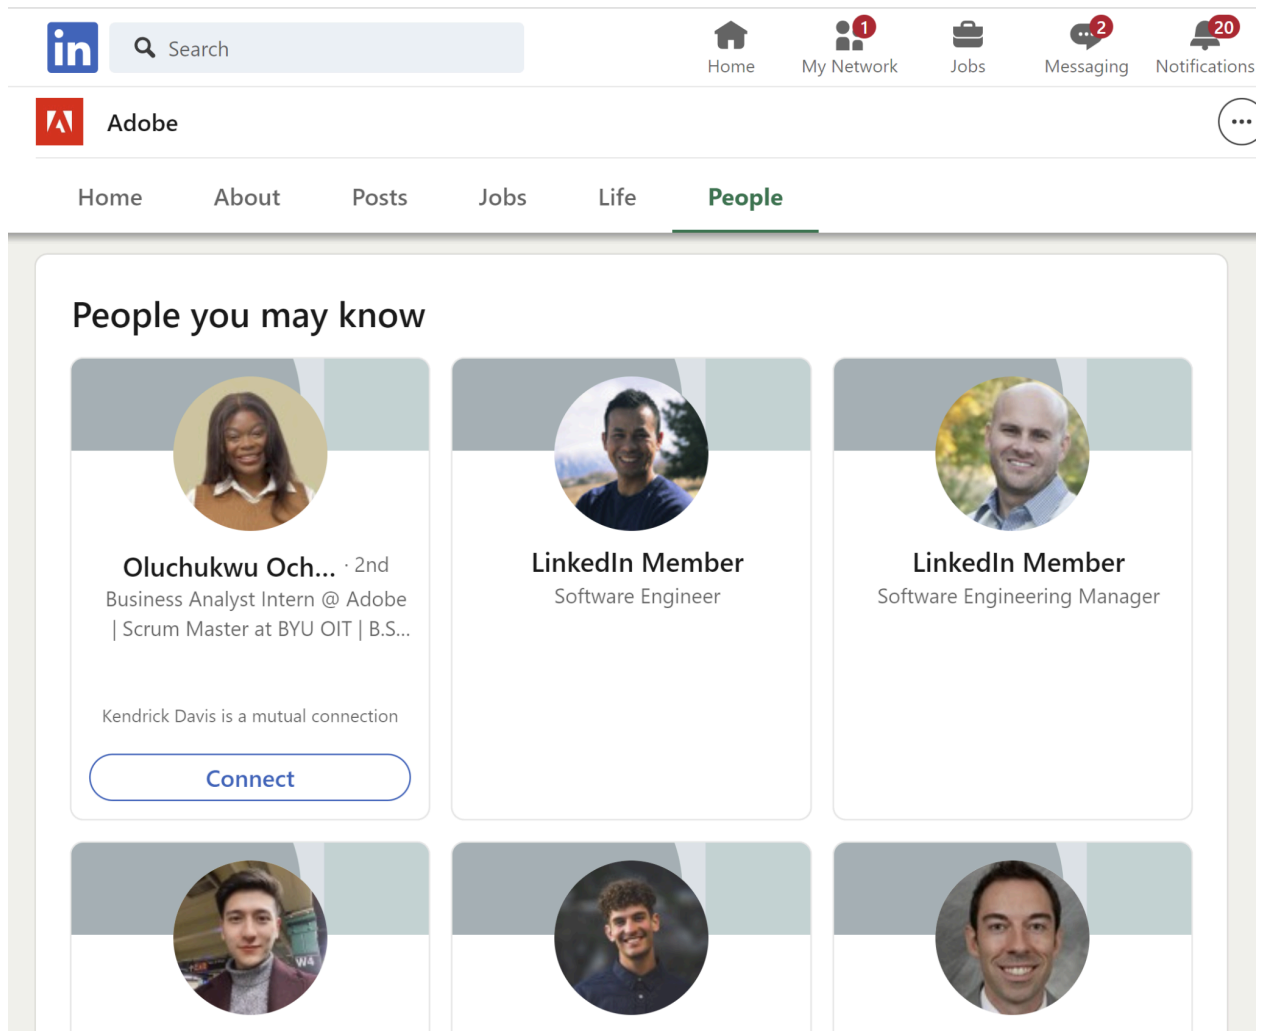 in Search
Home
My Network 1
Jobs
Messaging 2
Notifications 20
Adobe
Home About Posts Jobs Life People
People you may know
Oluchukwu Och... · 2nd
Business Analyst Intern @ Adobe
| Scrum Master at BYU OIT | B.S...
Kendrick Davis is a mutual connection
Connect
LinkedIn Member
Software Engineer
LinkedIn Member
Software Engineering Manager
W4